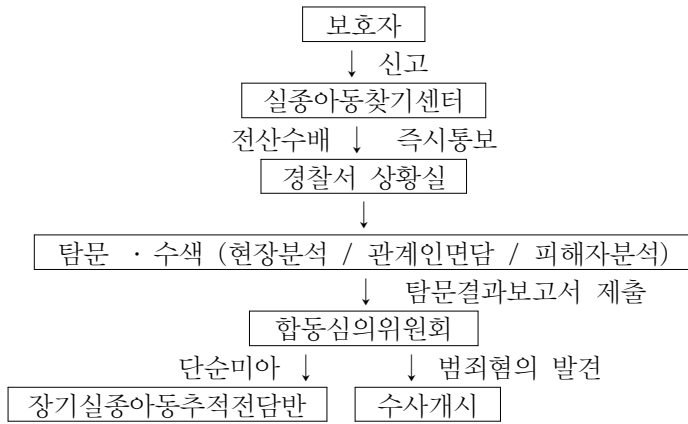 보호자
신고
실종아동찾기센터
전산수배 즉시통보
경찰서 상황실
탐문 · 수색 (현장분석 / 관계인면담 / 피해자분석)
탐문결과보고서 제출
합동심의위원회
단순미아 범죄혐의 발견
장기실종아동추적전담반 수사개시